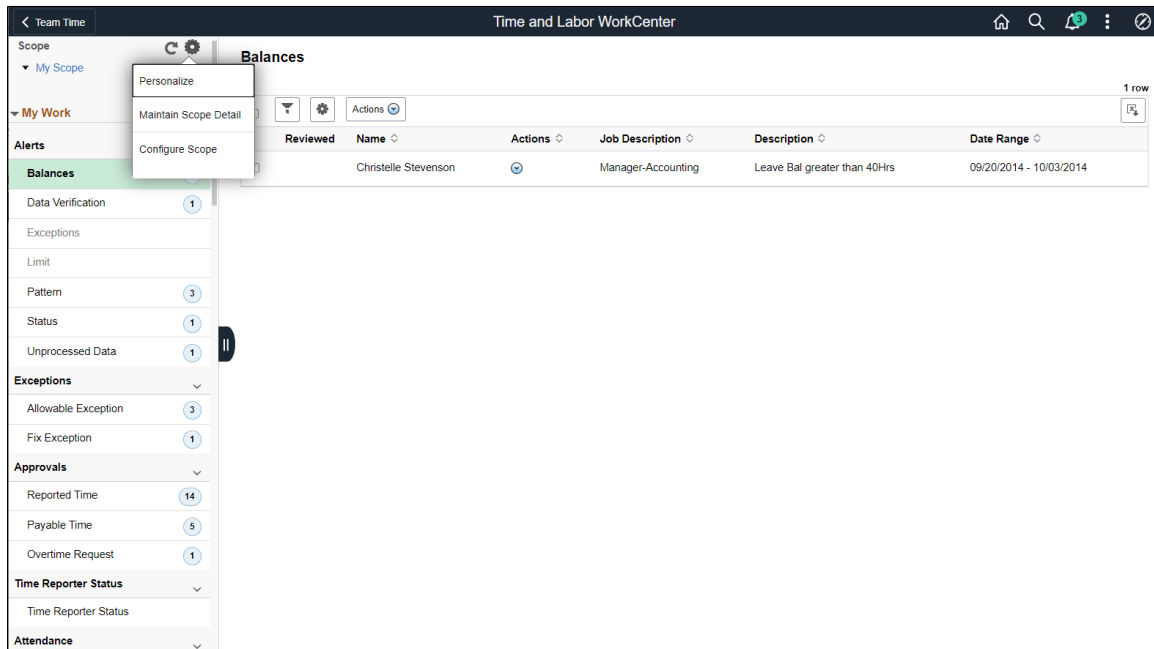 Team Time
Time and Labor WorkCenter
3
Scope
My Scope
Personalize
Maintain Scope Detail
Configure Scope
Balances
1 row
My Work
Actions
Alerts
Reviewed Name Actions Job Description Description Date Range
Balances
Christelle Stevenson Manager-Accounting Leave Bal greater than 40Hrs 09/20/2014 - 10/03/2014
Data Verification 1
Exceptions
Limit
Pattern 3
Status 1
Unprocessed Data 1
Exceptions
Allowable Exception 3
Fix Exception 1
Approvals
Reported Time 14
Payable Time 5
Overtime Request 1
Time Reporter Status
Time Reporter Status
Attendance